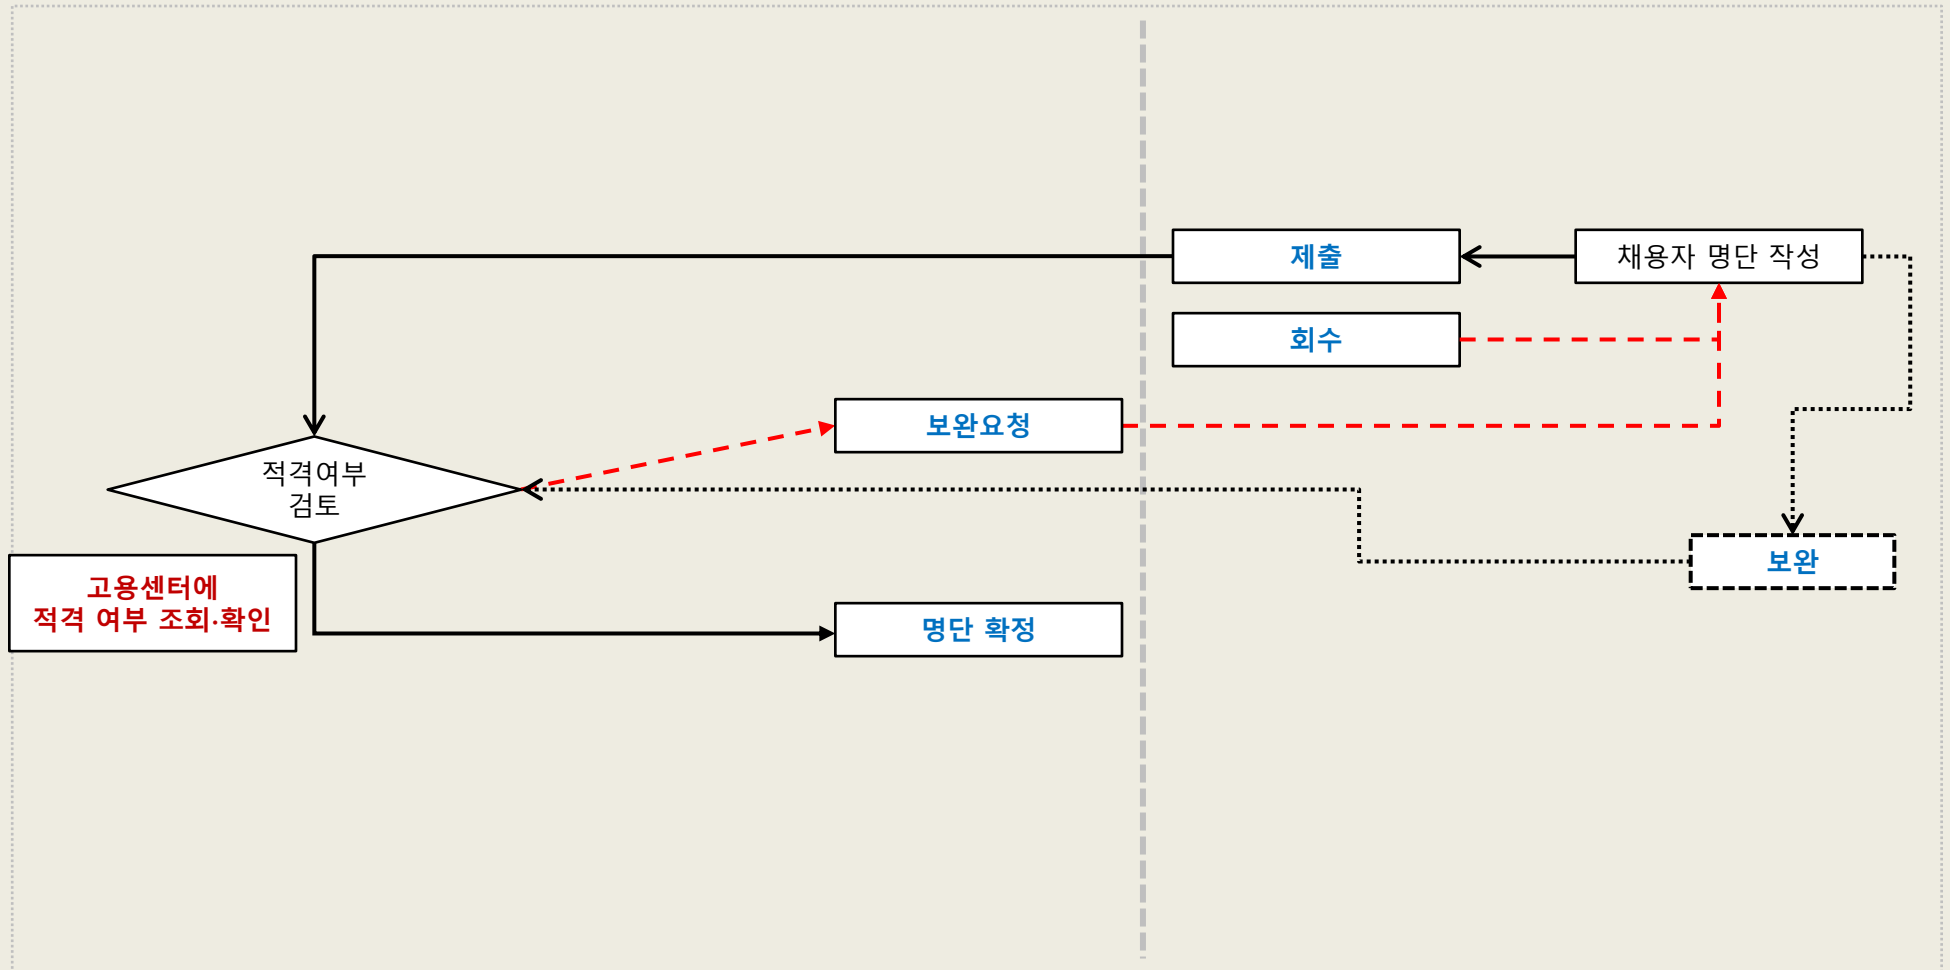 제출
채용자 명단 작성
회수
보완요청
적격여부
검토
보완
고용센터에
적격 여부 조회·확인
명단 확정